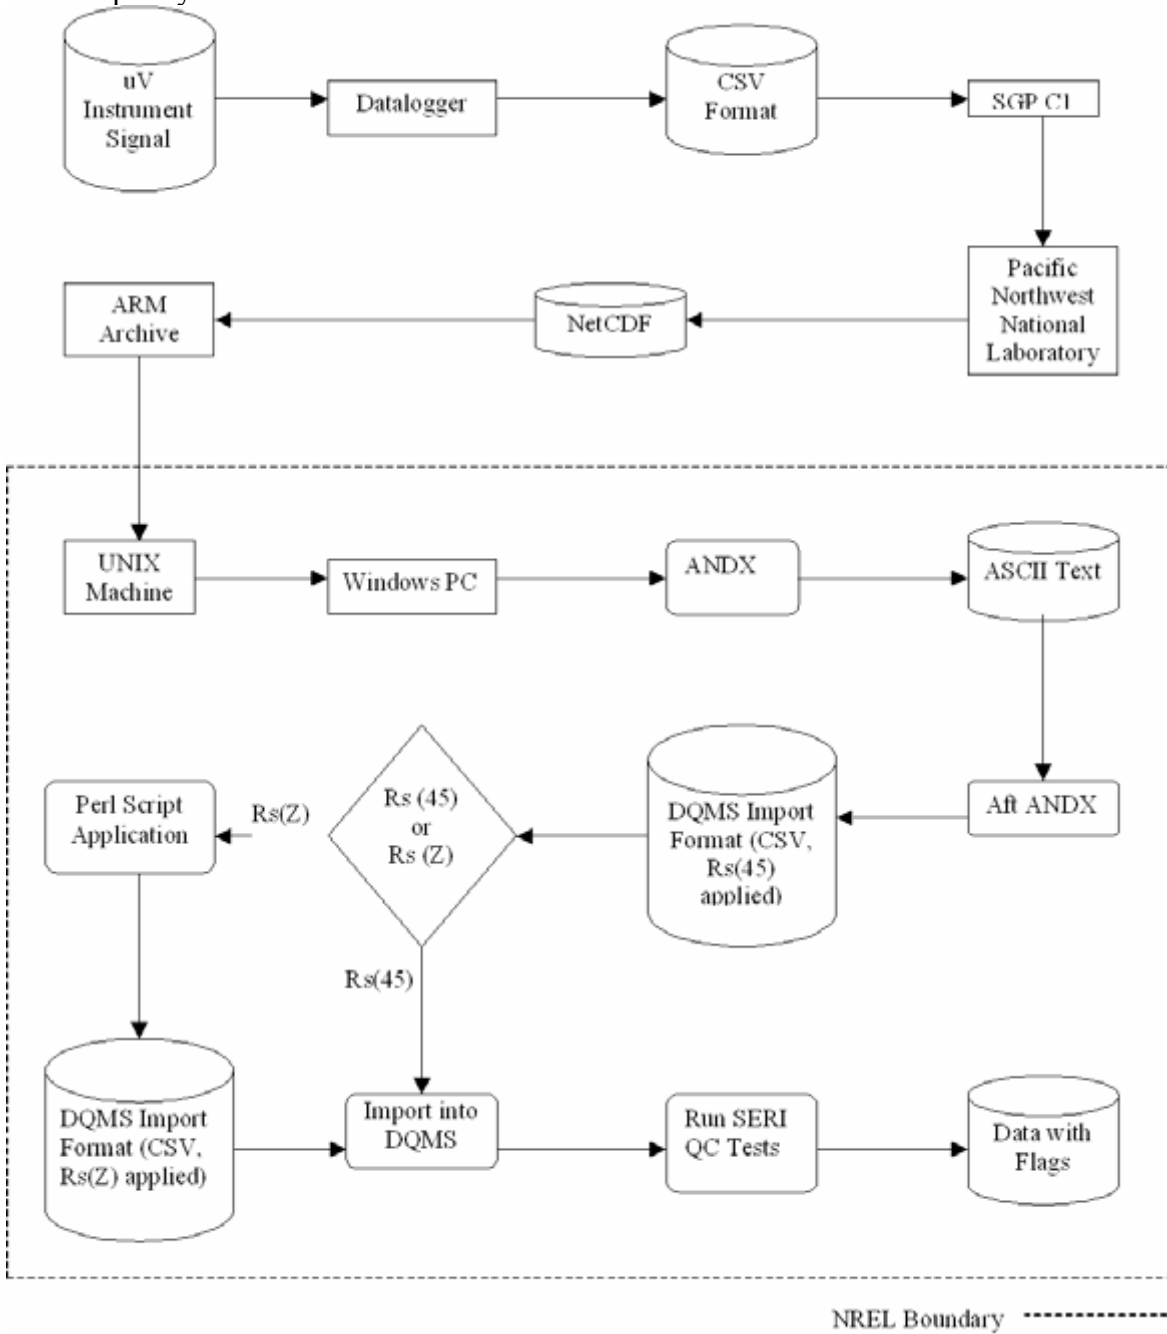 uV
Instrument
Signal
Datalogger
CSV
Format
SGP C1
Pacific
Northwest
National
Laboratory
NetCDF
ARM
Archive
UNIX
Machine
Windows PC
ANDX
ASCII Text
Aft ANDX
DQMS Import
Format (CSV,
Rs(45)
applied)
Rs (45)
or
Rs (Z)
Rs(Z)
Perl Script
Application
Rs(45)
DQMS Import
Format (CSV,
Rs(Z) applied)
Import into
DQMS
Run SERI
QC Tests
Data with
Flags
NREL Boundary